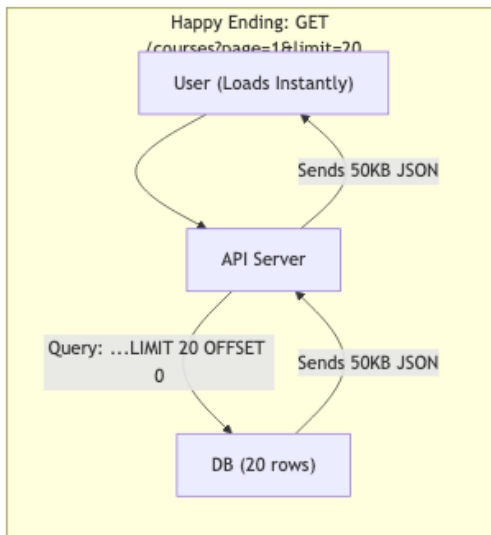 Happy Ending: GET
/courses?page=1&limit=20
User (Loads Instantly)
Sends 50KB JSON
API Server
Query: ...LIMIT 20 OFFSET
0
Sends 50KB JSON
DB (20 rows)